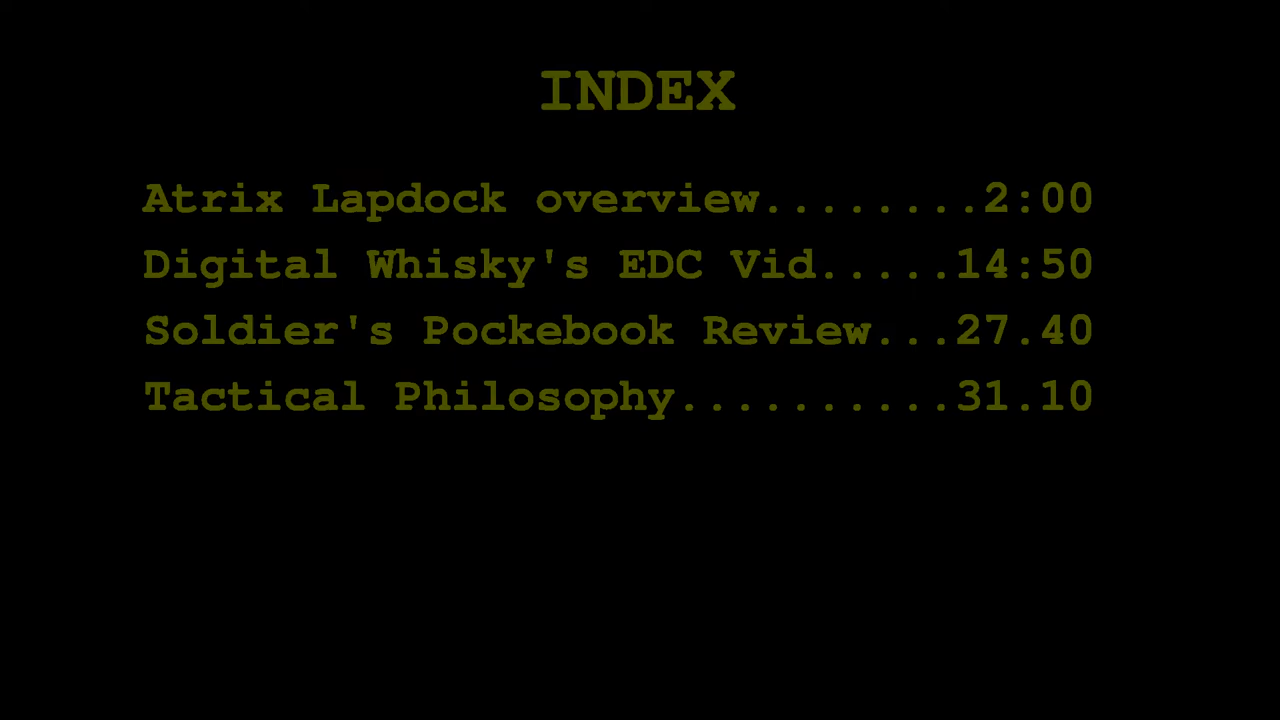 INDEX
Atrix Lapdock overview........2:00
Digital Whisky's EDC Vid.....14:50
Soldier's Pockebook Review...27.40
Tactical Philosophy..........31.10